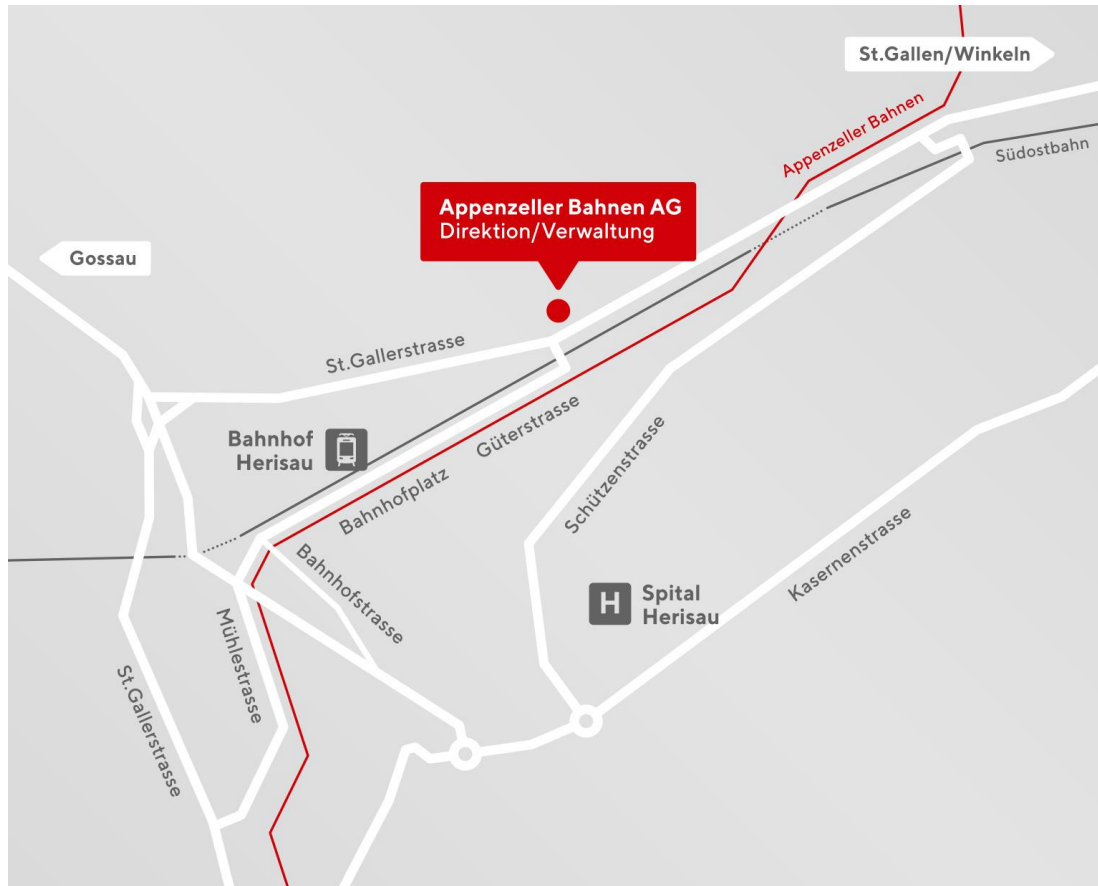 St.Gallen/Winkeln
Appenzeller Bahnen
Südostbahn
Appenzeller Bahnen AG
Direktion/Verwaltung
Gossau
St.Gallerstrasse
Bahnhof
Herisau
Güterstrasse
Bahnhofplatz
Schützenstrasse
Bahnhofstrasse
Kasernenstrasse
H
Spital
Herisau
Mühlestrasse
St.Gallerstrasse